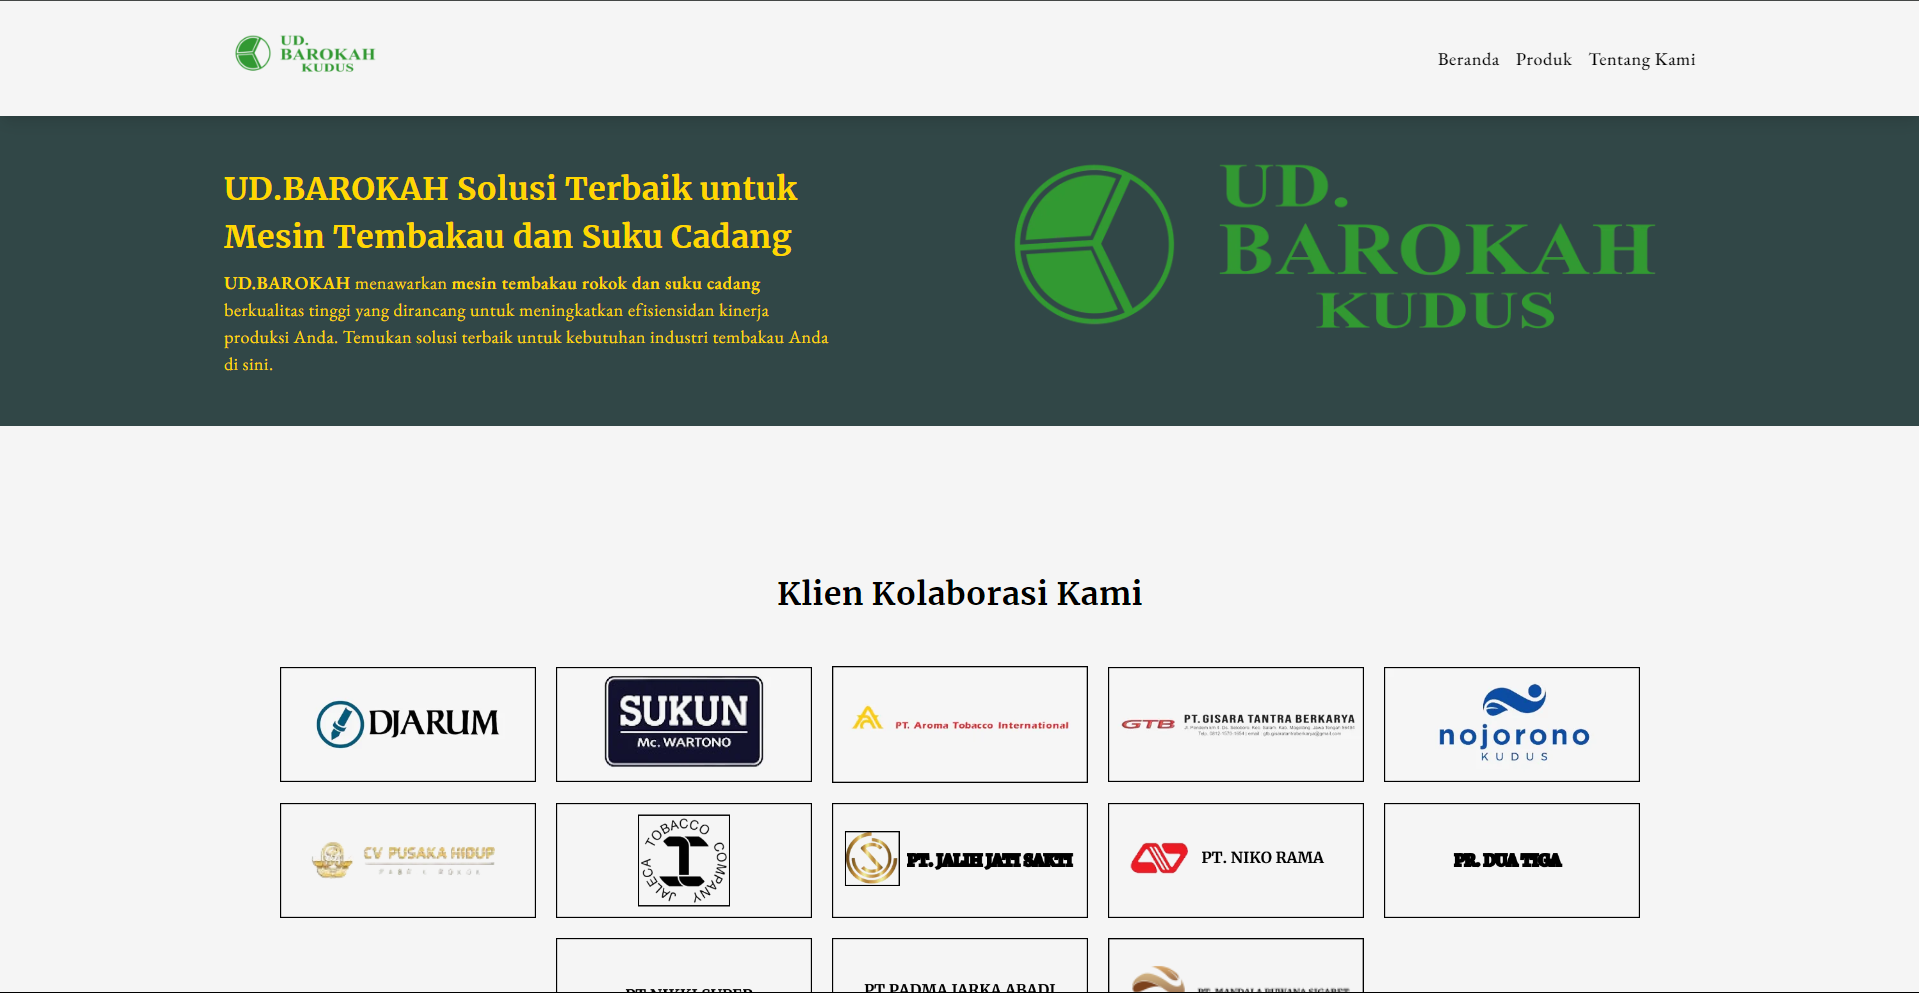 UD.
BAROKAH
KUDUS
Beranda Produk Tentang Kami
UD.BAROKAH Solusi Terbaik untuk
Mesin Tembakau dan Suku Cadang
UD.BAROKAH menawarkan mesin tembakau rokok dan suku cadang
berkualitas tinggi yang dirancang untuk meningkatkan efisiensidan kinerja
produksi Anda. Temukan solusi terbaik untuk kebutuhan industri tembakau Anda
di sini.
UD.
BAROKAH
KUDUS
Klien Kolaborasi Kami
DJARUM
SUKUN
Mc. WARTONO
PT. Aroma Tobacco International
GTB PT. GISARA TANTRA BERKARYA
nojorono
KUDUS
CV PUSAKA HIDUP
JALECA TOBACCO COMPANY
PT. JALIH JATI SAKTI
PT. NIKO RAMA
PR. DUA TIGA
PT NIKKI SUPER
PT PADMA JARKA ABADI